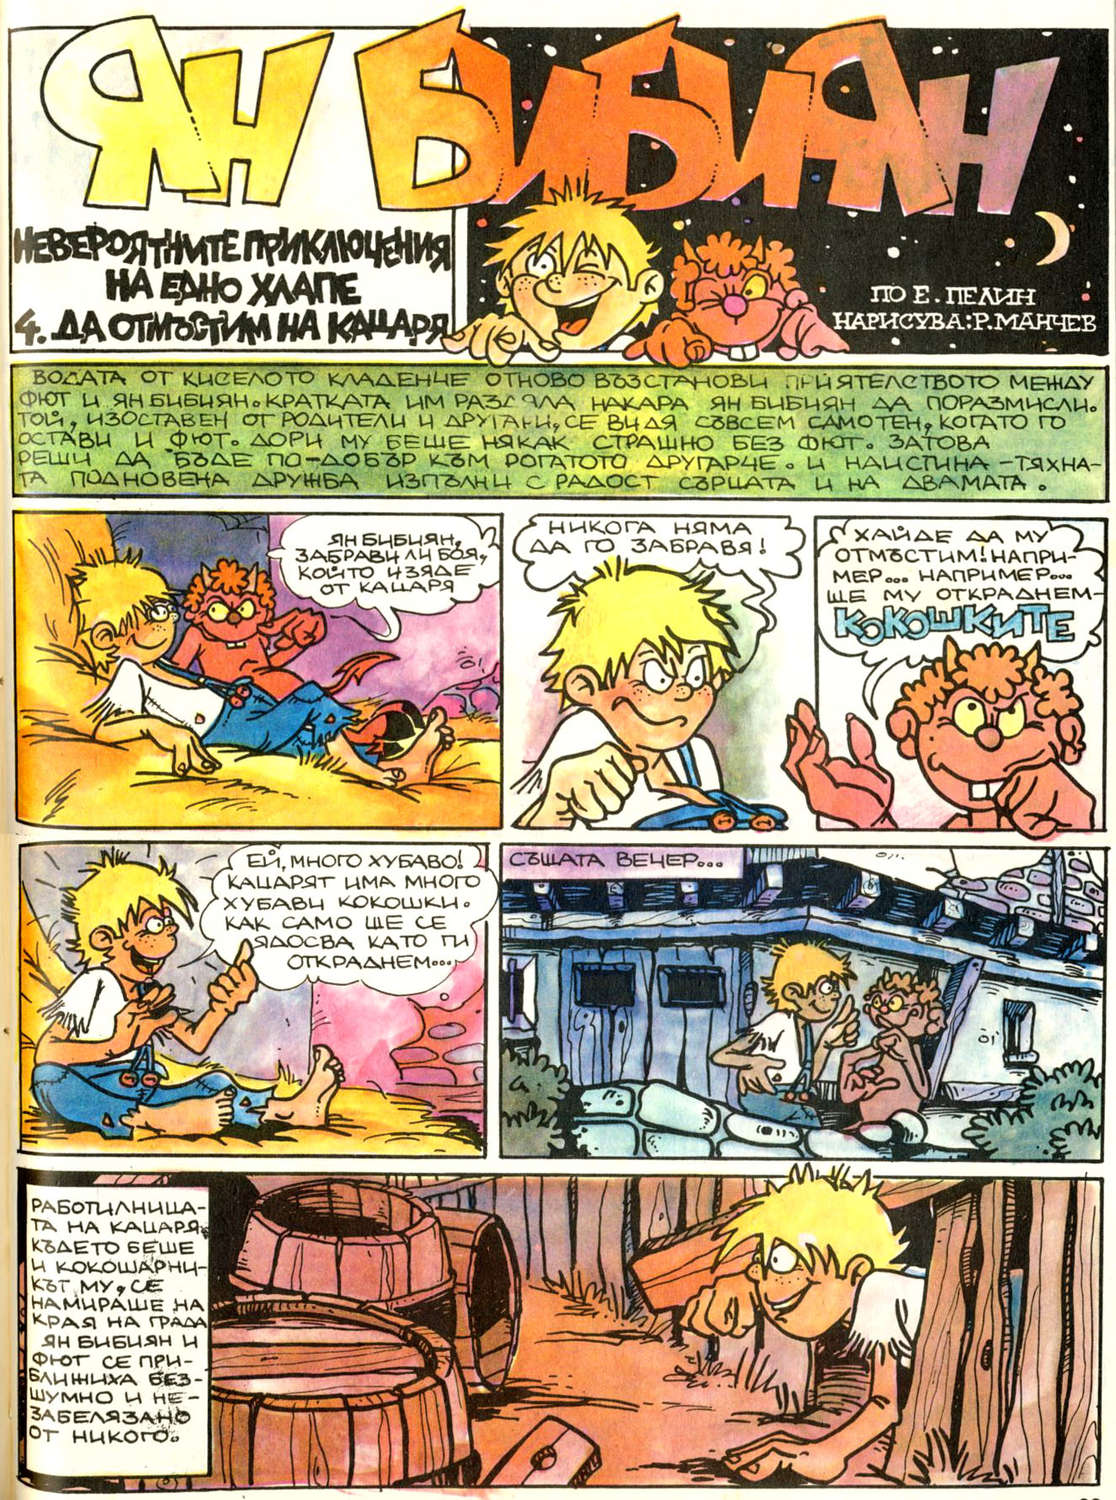 ЯН БИБИЯН
НЕВЕРОЯТНИТЕ ПРИКЛЮЧЕНИЯ
НА ЕДНО ХЛАПЕ
4. ДА ОТМЪСТИМ НА КАЦАРЯ
ПО Е. ПЕЛИН
НАРИСУВА: Р. МАНЧЕВ
ВОДАТА ОТ КИСЕЛОТО КЛАДЕНЧЕ ОТНОВО ВЪЗСТАНОВИ ПРИЯТЕЛСТВОТО МЕЖДУ
ФЮТ И ЯН БИБИЯН. КРАТКАТА ИМ РАЗДЯЛА НАКАРА ЯН БИБИЯН ДА ПОРАЗМИСЛИ.
ТОЙ, ИЗОСТАВЕН ОТ РОДИТЕЛИ И ДРУГАРИ, СЕ ВИДЯ СЪВСЕМ САМОТЕН, КОГАТО ГО
ОСТАВИ И ФЮТ. ДОРИ МУ БЕШЕ НЯКАК СТРАШНО БЕЗ ФЮТ. ЗАТОВА
РЕШИ ДА БЪДЕ ПО-ДОБЪР КЪМ РОГАТОТО ДРУГАРЧЕ. И НАИСТИНА - ТЯХНА-
ТА ПОДНОВЕНА ДРУЖБА ИЗПЪЛНИ С РАДОСТ СЪРЦАТА И НА ДВАМАТА.
ЯН БИБИЯН,
ЗАБРАВИ ЛИ БОЯ,
КОЙТО ИЗЯДЕ
ОТ КАЦАРЯ
НИКОГА НЯМА
ДА ГО ЗАБРАВЯ!
ХАЙДЕ ДА МУ
ОТМЪСТИМ! НАПРИ-
МЕР... НАПРИМЕР...
ЩЕ МУ ОТКРАДНЕМ-
КОКОШКИТЕ
ЕЙ, МНОГО ХУБАВО!
КАЦАРЯТ ИМА МНОГО
ХУБАВИ КОКОШКИ.
КАК САМО ЩЕ СЕ
ЯДОСВА КАТО ГИ
ОТКРАДНЕМ...
СЪЩАТА ВЕЧЕР...
РАБОТИЛНИЦА-
ТА НА КАЦАРЯ,
КЪДЕТО БЕШЕ
И КОКОШАРНИ-
КЪТ МУ, СЕ
НАМИРАШЕ НА
КРАЯ НА ГРАДА
ЯН БИБИЯН И
ФЮТ СЕ ПРИ-
БЛИЖИХА БЕЗ-
ШУМНО И НЕ-
ЗАБЕЛЯЗАНО
ОТ НИКОГО.